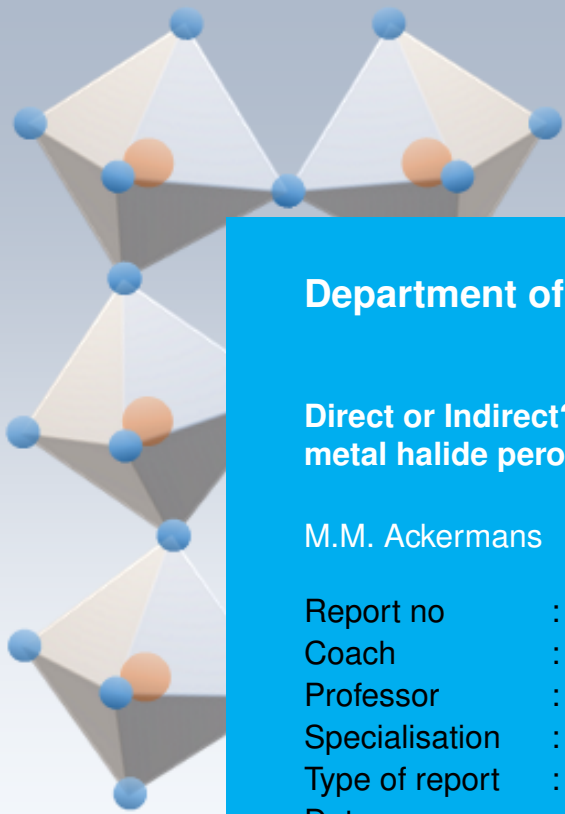 Department of
Direct or Indirect?
metal halide pero
M.M. Ackermans
Report no :
Coach :
Professor :
Specialisation :
Type of report :